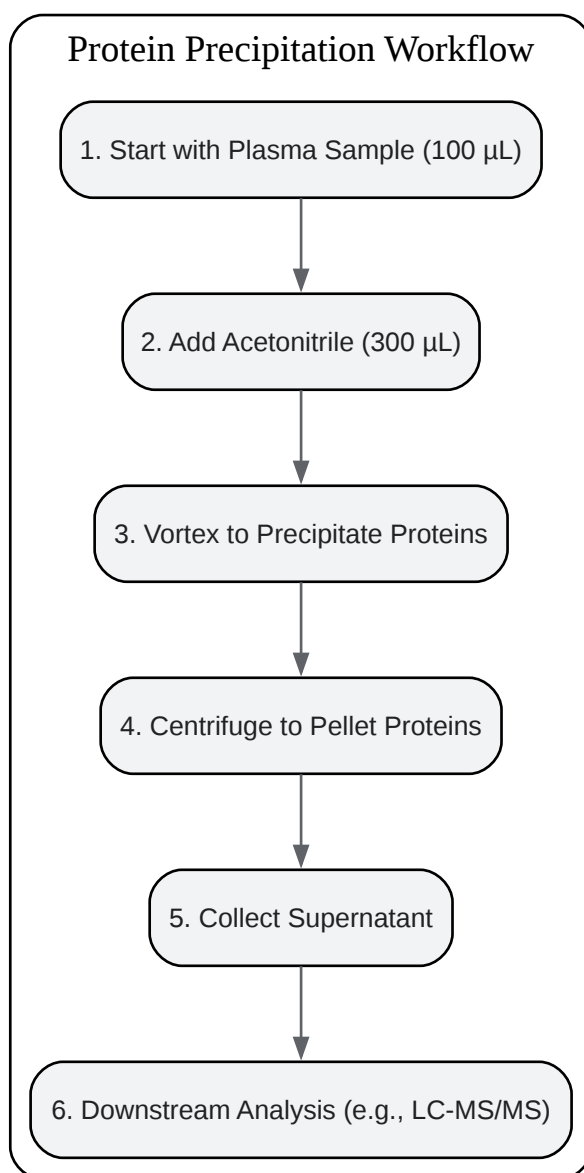 Protein Precipitation Workflow
1. Start with Plasma Sample (100 µL)
2. Add Acetonitrile (300 µL)
3. Vortex to Precipitate Proteins
4. Centrifuge to Pellet Proteins
5. Collect Supernatant
6. Downstream Analysis (e.g., LC-MS/MS)